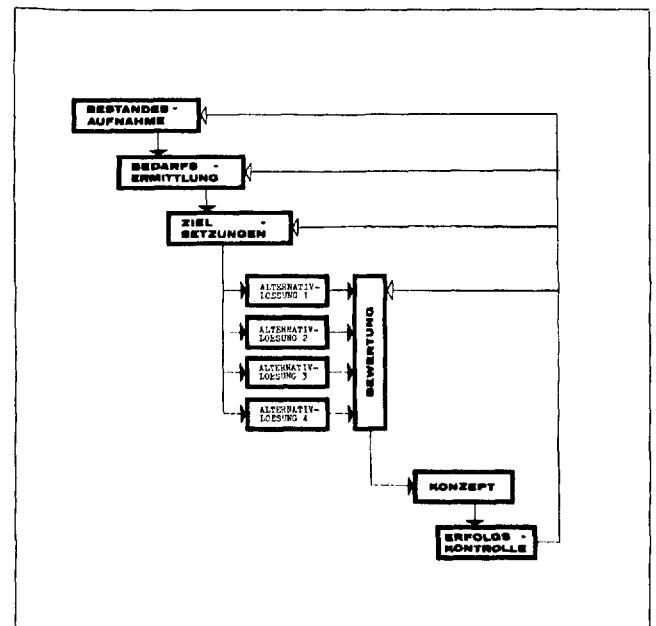 BESTANDES-
AUFNAHME
BEDARFS -
ERMITTLUNG
ZIEL -
SETZUNGEN
ALTERNATIV-
LOESUNG 1
ALTERNATIV-
LOESUNG 2
ALTERNATIV-
LOESUNG 3
ALTERNATIV-
LOESUNG 4
BEWERTUNG
KONZEPT
ERFOLGS -
KONTROLLE